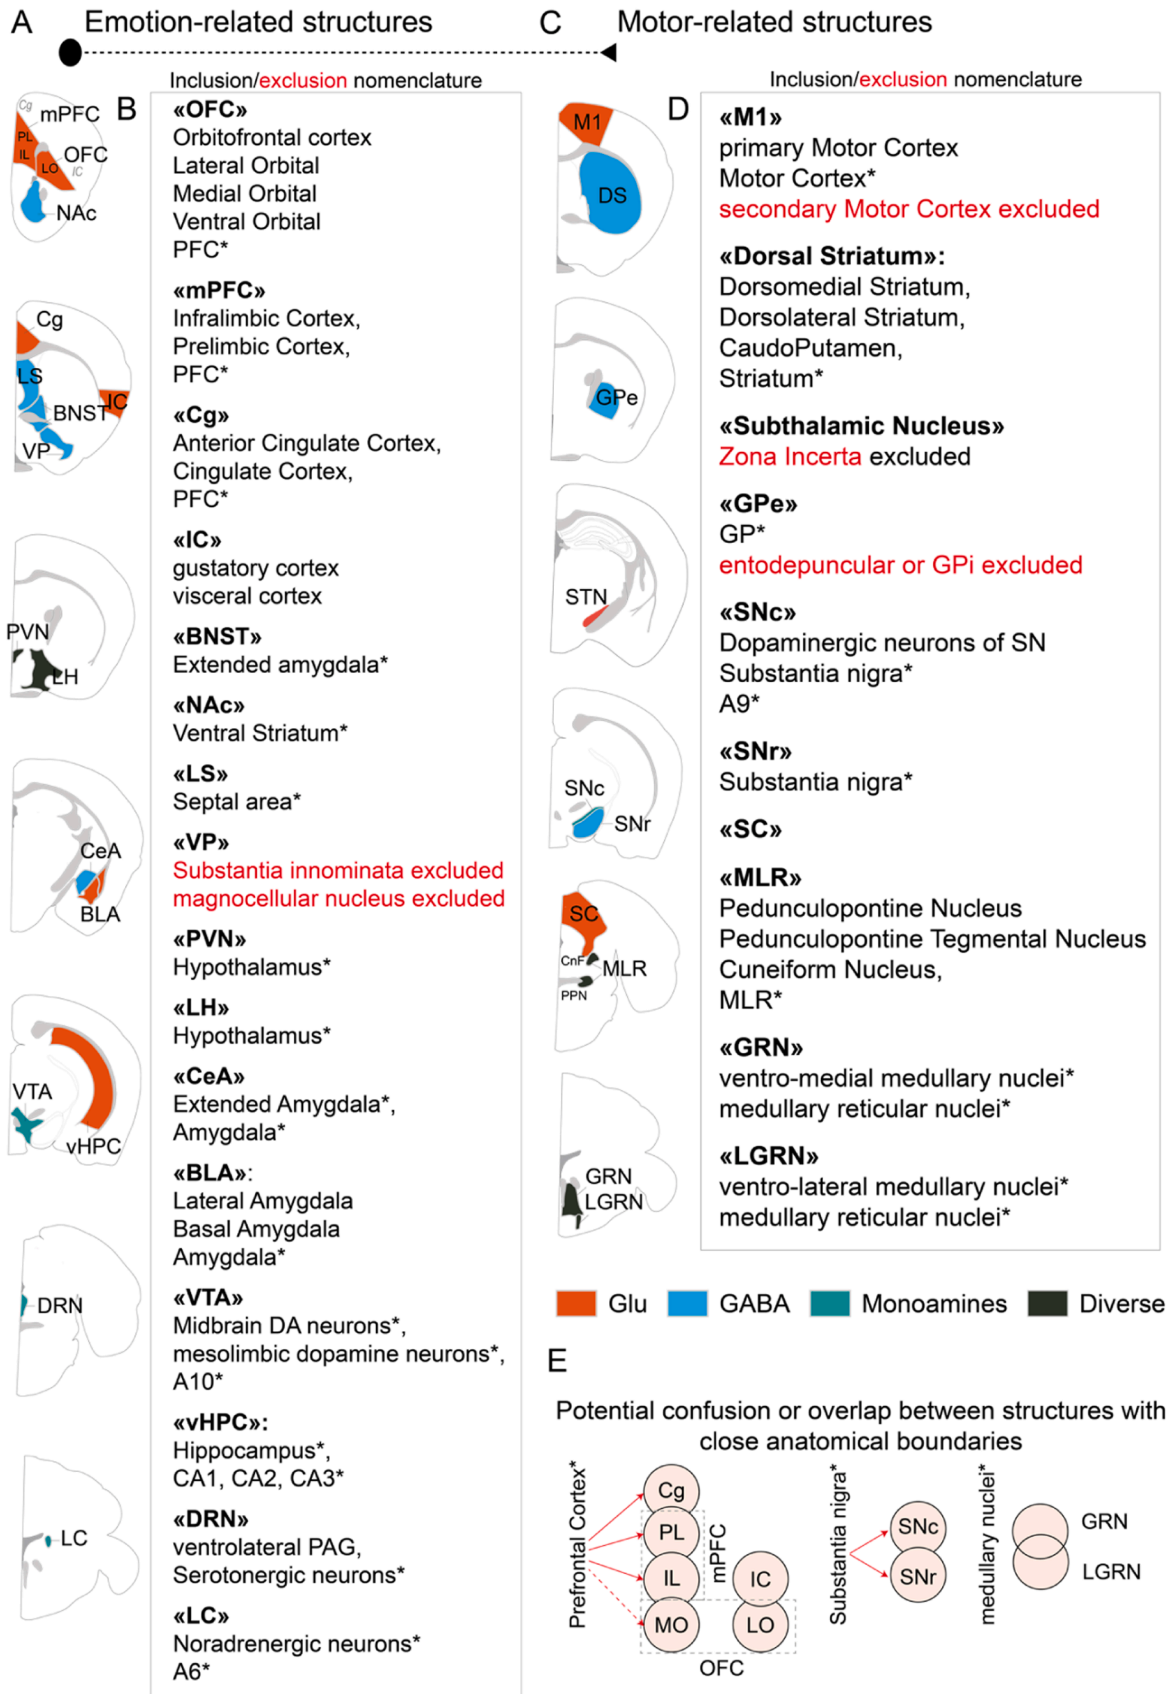 A
Emotion-related structures
Inclusion/exclusion nomenclature
Cg
mPFC
PL
IL
OFC
LO
IC
NAc
Cg
LS
IC
BNST
VP
PVN
LH
CeA
BLA
VTA
vHPC
DRN
LC
B
«OFC»
Orbitofrontal cortex
Lateral Orbital
Medial Orbital
Ventral Orbital
PFC*
«mPFC»
Infralimbic Cortex,
Prelimbic Cortex,
PFC*
«Cg»
Anterior Cingulate Cortex,
Cingulate Cortex,
PFC*
«IC»
gustatory cortex
visceral cortex
«BNST»
Extended amygdala*
«NAc»
Ventral Striatum*
«LS»
Septal area*
«VP»
Substantia innominata excluded
magnocellular nucleus excluded
«PVN»
Hypothalamus*
«LH»
Hypothalamus*
«CeA»
Extended Amygdala*,
Amygdala*
«BLA»:
Lateral Amygdala
Basal Amygdala
Amygdala*
«VTA»
Midbrain DA neurons*,
mesolimbic dopamine neurons*,
A10*
«vHPC»:
Hippocampus*,
CA1, CA2, CA3*
«DRN»
ventrolateral PAG,
Serotonergic neurons*
«LC»
Noradrenergic neurons*
A6*
C
Motor-related structures
Inclusion/exclusion nomenclature
M1
DS
GPe
STN
SNc
SNr
SC
CnF
MLR
PPN
GRN
LGRN
D
«M1»
primary Motor Cortex
Motor Cortex*
secondary Motor Cortex excluded
«Dorsal Striatum»:
Dorsomedial Striatum,
Dorsolateral Striatum,
CaudoPutamen,
Striatum*
«Subthalamic Nucleus»
Zona Incerta excluded
«GPe»
GP*
entodepuncular or GPi excluded
«SNc»
Dopaminergic neurons of SN
Substantia nigra*
A9*
«SNr»
Substantia nigra*
«SC»
«MLR»
Pedunculopontine Nucleus
Pedunculopontine Tegmental Nucleus
Cuneiform Nucleus,
MLR*
«GRN»
ventro-medial medullary nuclei*
medullary reticular nuclei*
«LGRN»
ventro-lateral medullary nuclei*
medullary reticular nuclei*
Glu
GABA
Monoamines
Diverse
E
Potential confusion or overlap between structures with
close anatomical boundaries
Prefrontal Cortex*
Cg
PL
IL
MO
mPFC
IC
LO
OFC
Substantia nigra*
SNc
SNr
medullary nuclei*
GRN
LGRN